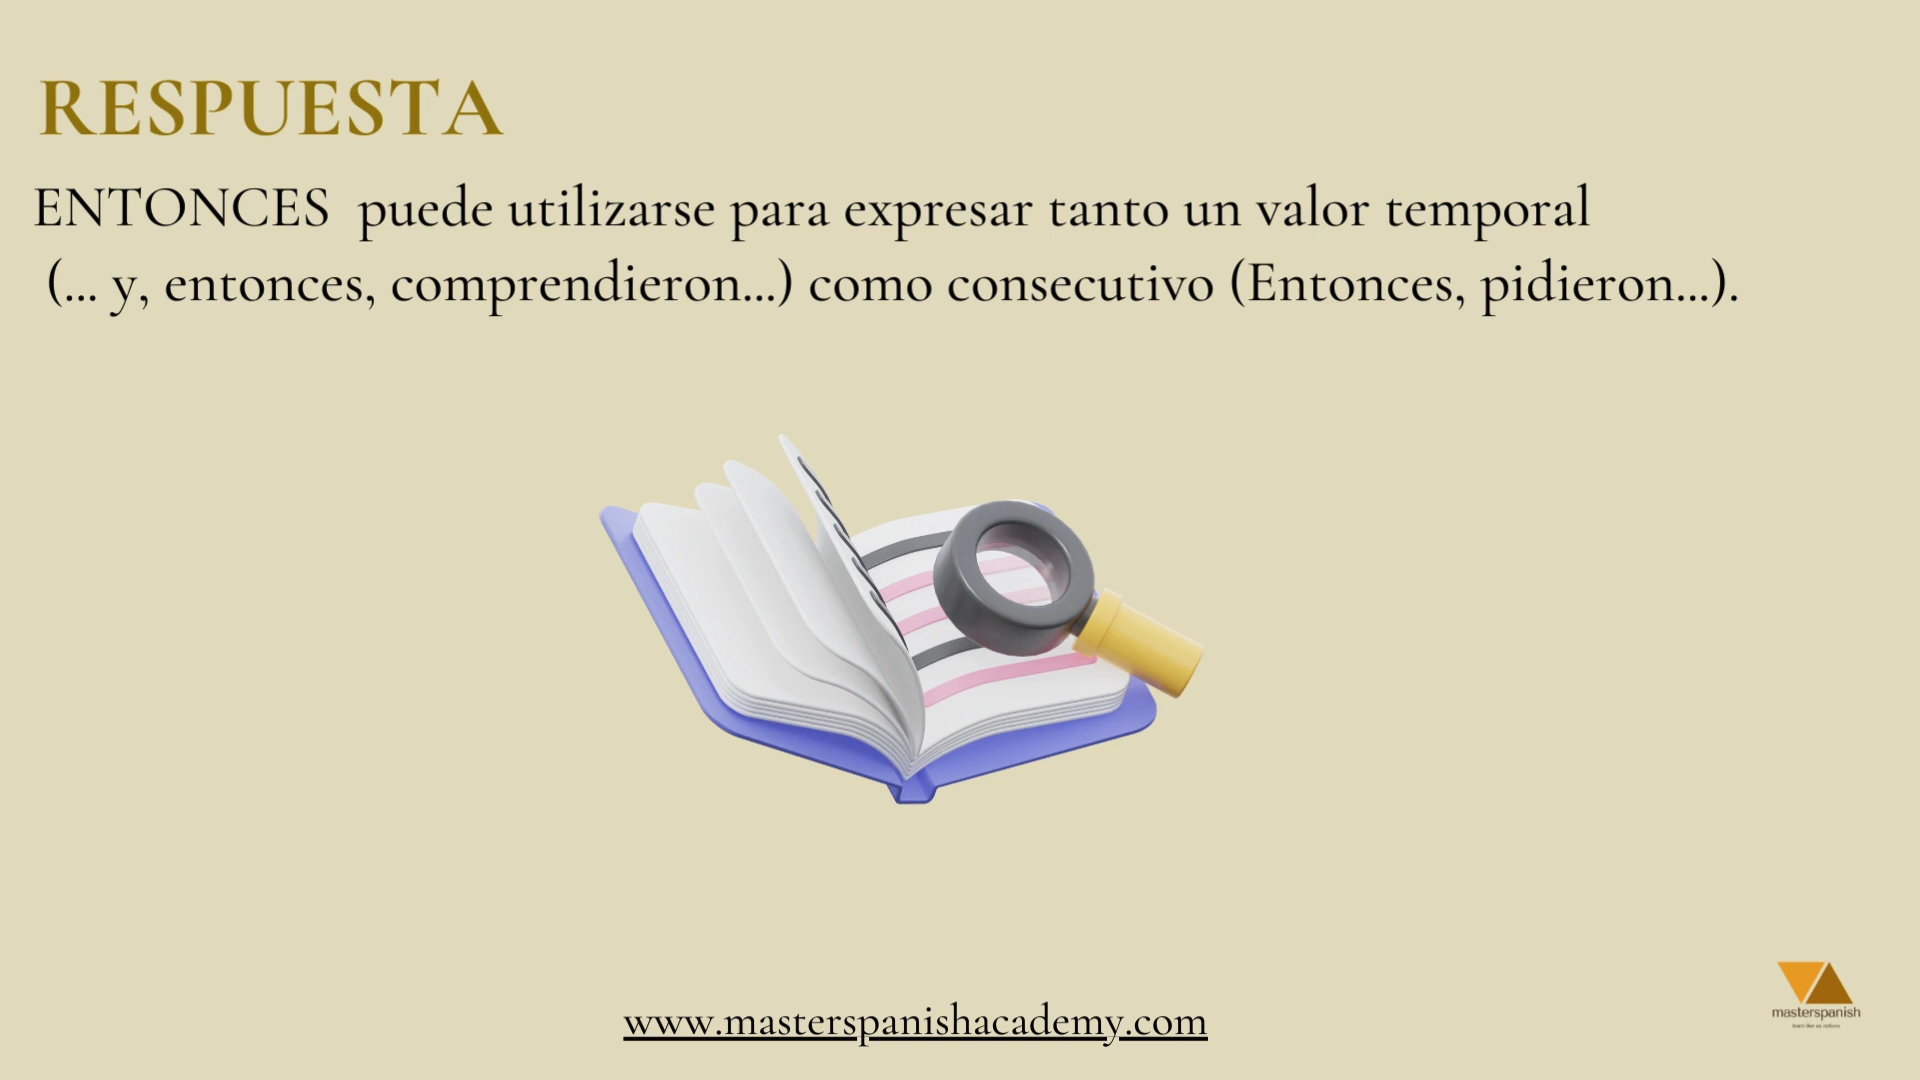 RESPUESTA
ENTONCES puede utilizarse para expresar tanto un valor temporal
(... y, entonces, comprendieron...) como consecutivo (Entonces, pidieron...).
www.masterspanishacademy.com
masterspanish